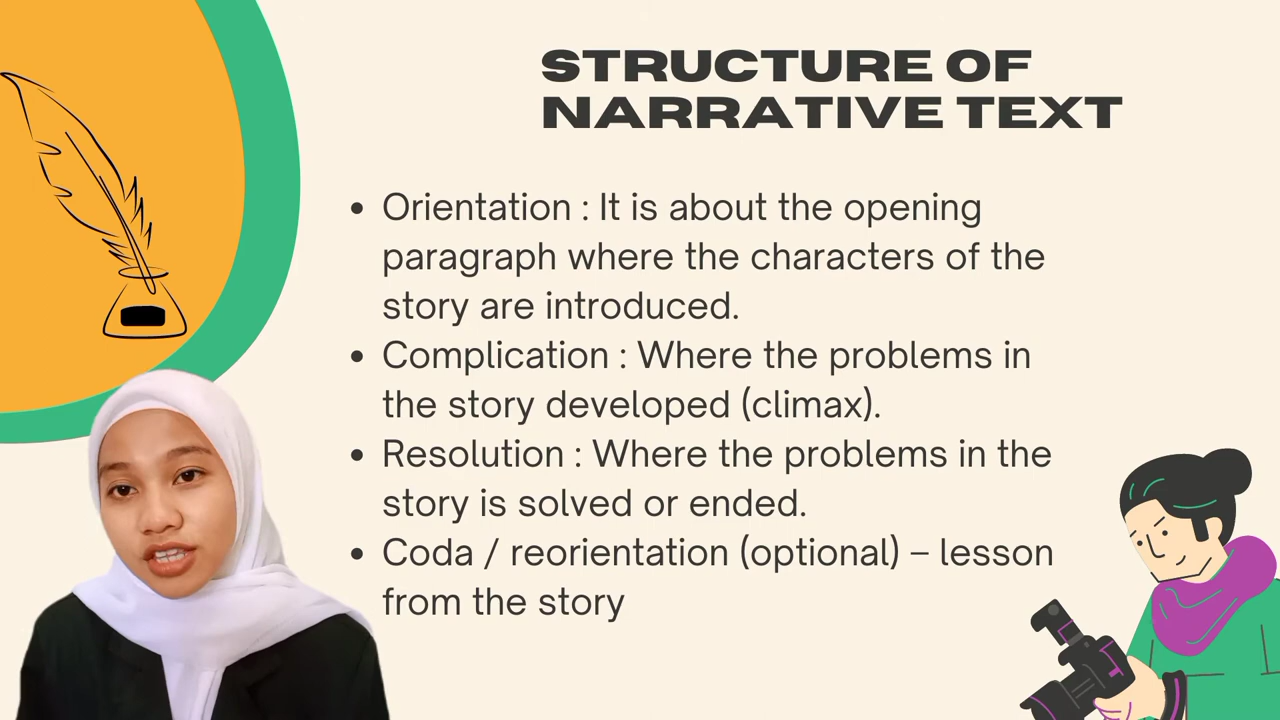 STRUCTURE OF
NARRATIVE TEXT
• Orientation : It is about the opening
paragraph where the characters of the
story are introduced.
• Complication : Where the problems in
the story developed (climax).
• Resolution : Where the problems in the
story is solved or ended.
• Coda / reorientation (optional) – lesson
from the story